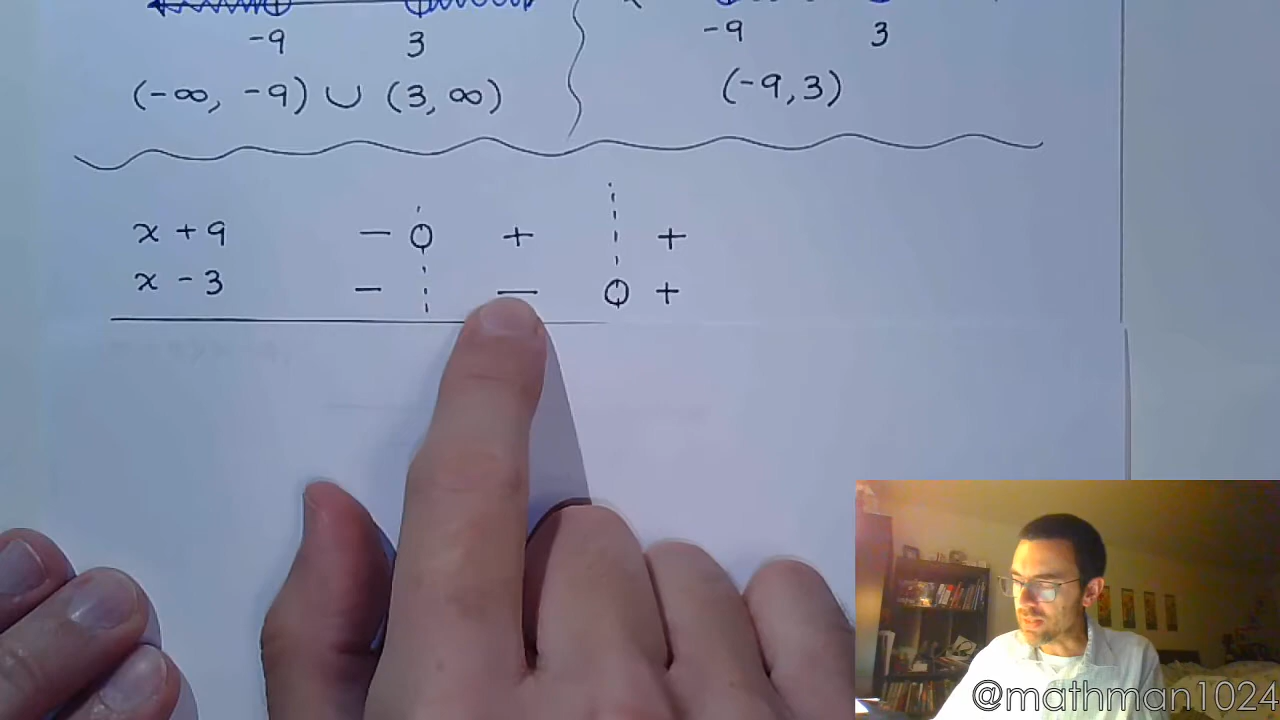 -9 3 -9 3
(-∞, -9) ∪ (3, ∞) (-9, 3)
x + 9 - 0 + +
x - 3 - - 0 +
@mathman1024